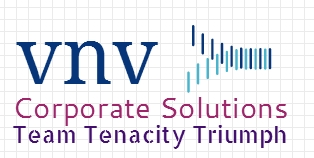 vnv
Corporate Solutions
Team Tenacity Triumph